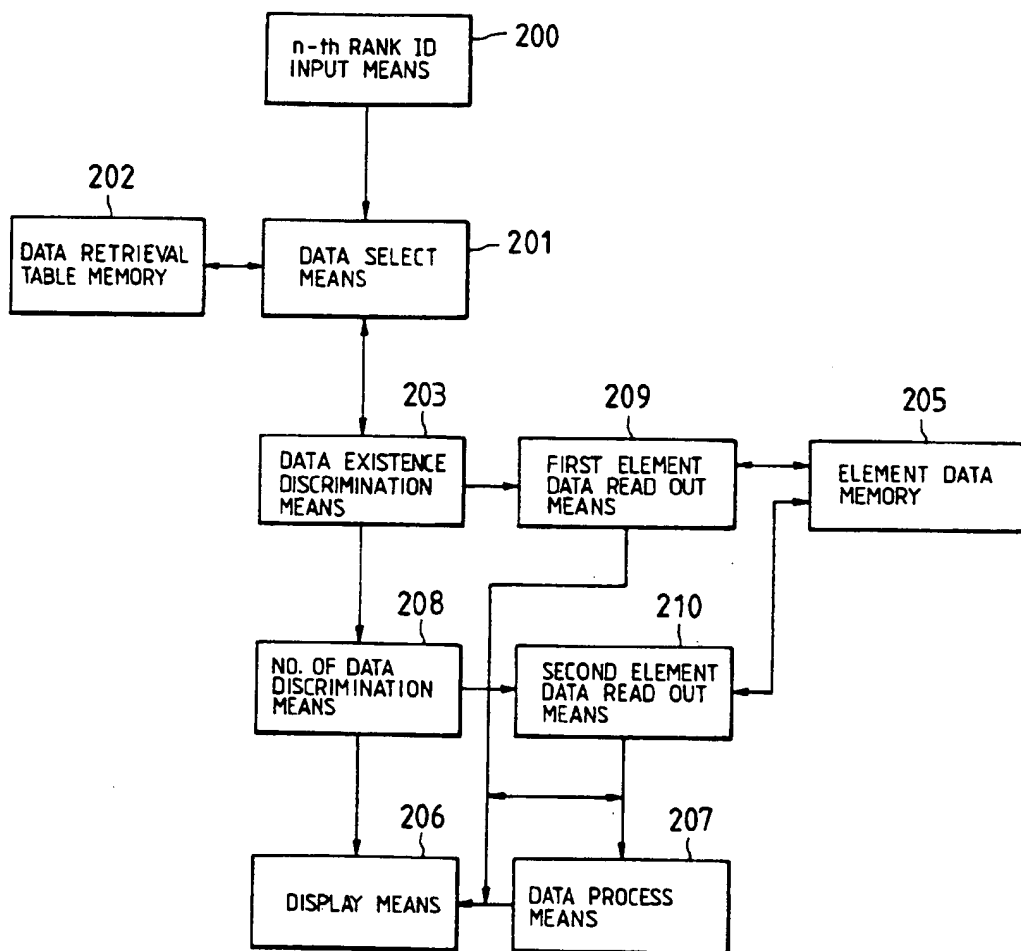 n-th RANK ID
INPUT MEANS
200
202
DATA RETRIEVAL
TABLE MEMORY
DATA SELECT
MEANS
201
203
DATA EXISTENCE
DISCRIMINATION
MEANS
209
FIRST ELEMENT
DATA READ OUT
MEANS
205
ELEMENT DATA
MEMORY
208
NO. OF DATA
DISCRIMINATION
MEANS
210
SECOND ELEMENT
DATA READ OUT
MEANS
206
DISPLAY MEANS
207
DATA PROCESS
MEANS